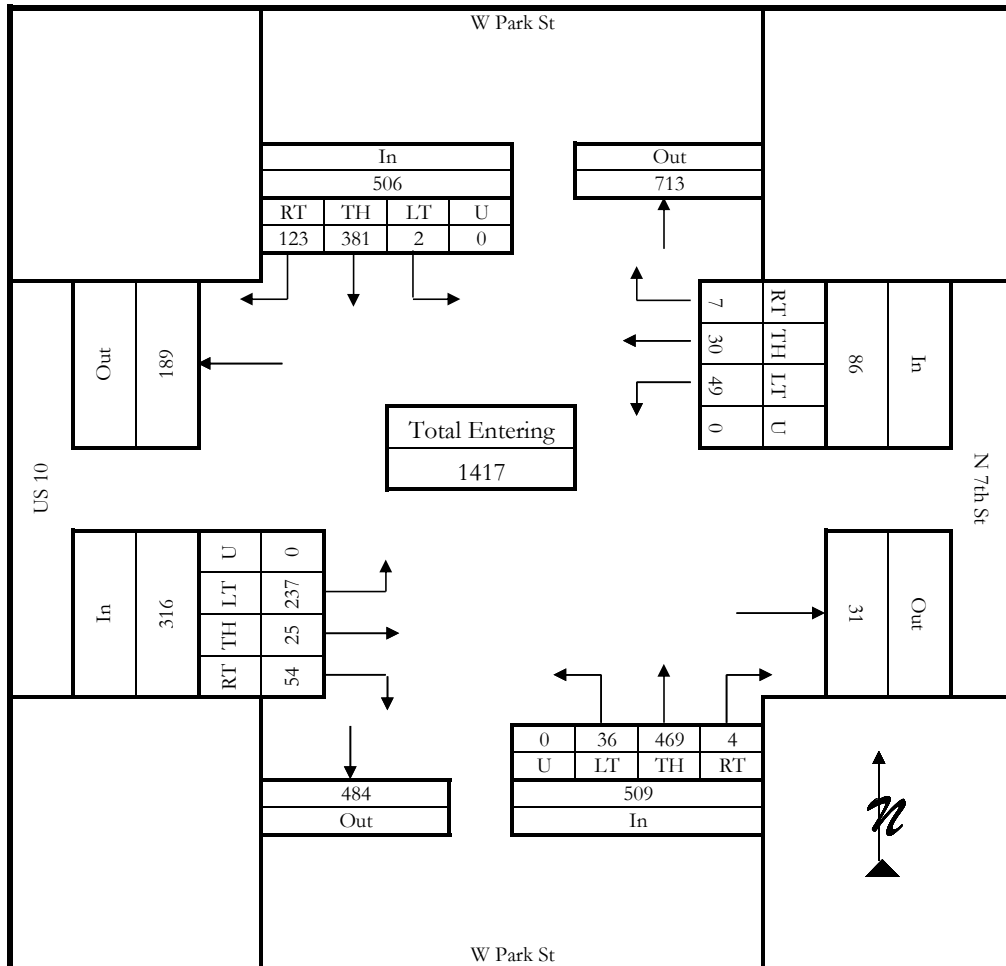 W Park St
In
506
RT TH LT U
123 381 2 0
Out
713
Out
189
RT 7
TH 30
LT 49
U 0
86
In
Total Entering
1417
US 10
N 7th St
In
316
U 0
LT 237
TH 25
RT 54
31
Out
0 36 469 4
U LT TH RT
509
In
484
Out
N
W Park St